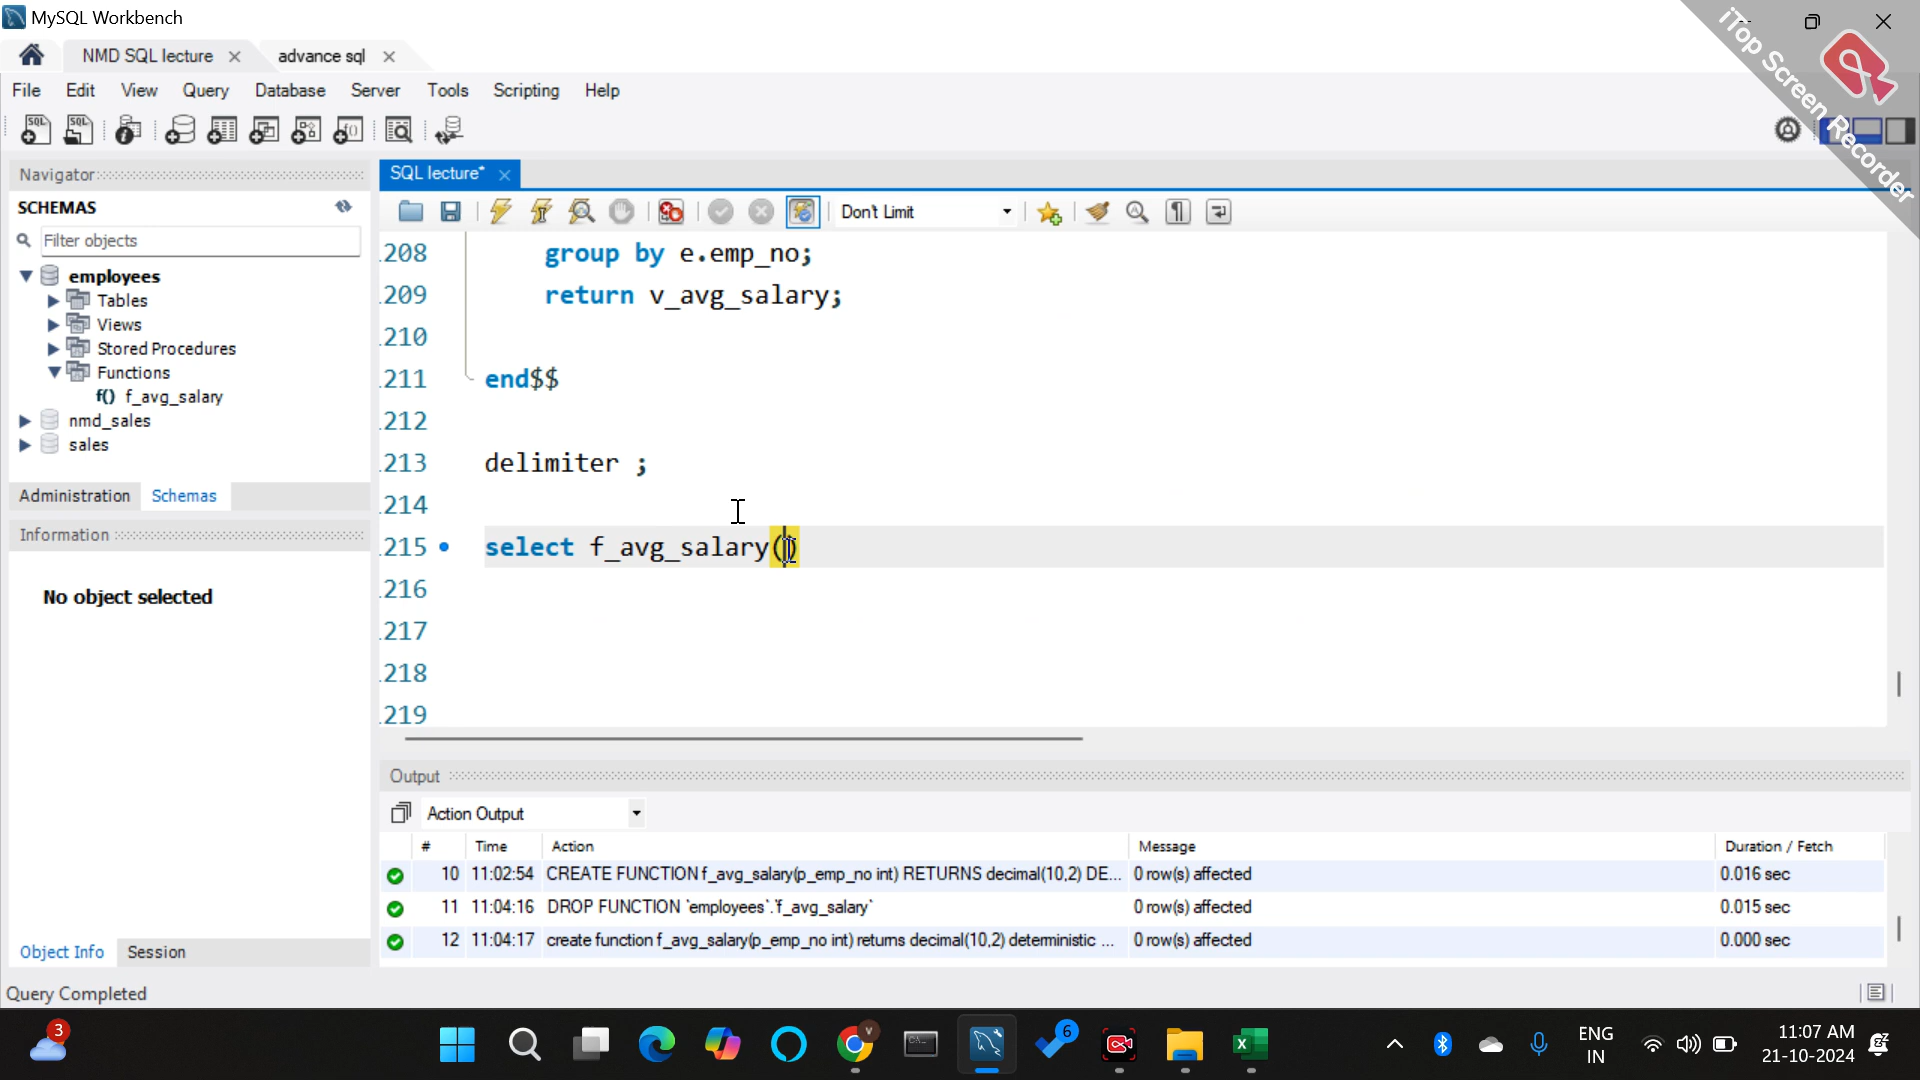 MySQL Workbench
iTop Screen Recorder
NMD SQL lecture
advance sql
File Edit View Query Database Server Tools Scripting Help
Navigator
SQL lecture*
SCHEMAS
Don't Limit
Filter objects
employees
Tables
Views
Stored Procedures
Functions
f() f_avg_salary
nmd_sales
sales
Administration Schemas
Information
No object selected
Object Info Session
208 group by e.emp_no;
209 return v_avg_salary;
210
211 end$$
212
213 delimiter ;
214
215 select f_avg_salary()
216
217
218
219
Output
Action Output
# Time Action Message Duration / Fetch
10 11:02:54 CREATE FUNCTION f_avg_salary(p_emp_no int) RETURNS decimal(10,2) DE... 0 row(s) affected 0.016 sec
11 11:04:16 DROP FUNCTION `employees`.`f_avg_salary` 0 row(s) affected 0.015 sec
12 11:04:17 create function f_avg_salary(p_emp_no int) returns decimal(10,2) deterministic ... 0 row(s) affected 0.000 sec
Query Completed
3
V
6
ENG
IN
11:07 AM
21-10-2024